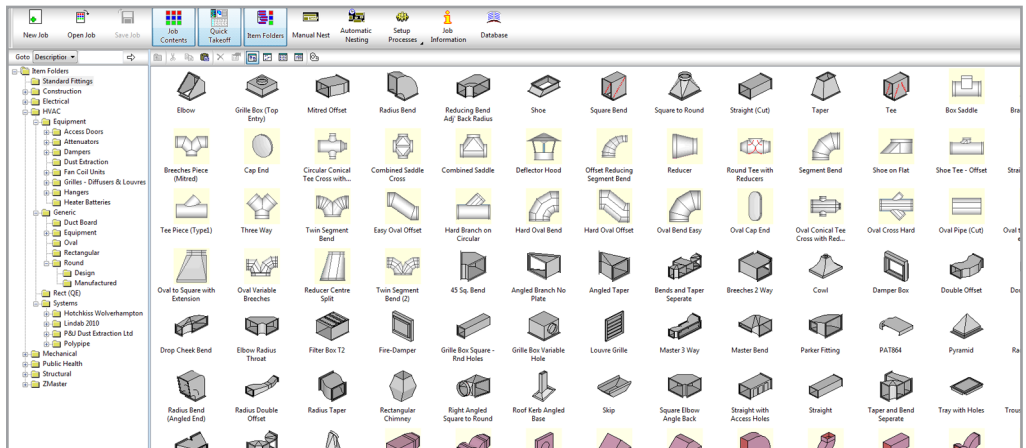 New Job
Open Job
Save Job
Job
Contents
Quick
Takeoff
Item Folders
Manual Nest
Automatic
Nesting
Setup
Processes
Job
Information
Database
Goto
Description
Item Folders
Standard Fittings
Construction
Electrical
HVAC
Equipment
Access Doors
Attenuators
Dampers
Dust Extraction
Fan Coil Units
Grilles - Diffusers & Louvres
Hangers
Heater Batteries
Generic
Duct Board
Equipment
Oval
Rectangular
Round
Design
Manufactured
Rect (QE)
Systems
Hotchkiss Wolverhampton
Lindab 2010
P&J Dust Extraction Ltd
Polypipe
Mechanical
Public Health
Structural
ZMaster
Elbow
Grille Box (Top
Entry)
Mitred Offset
Radius Bend
Reducing Bend
Adj' Back Radius
Shoe
Square Bend
Square to Round
Straight (Cut)
Taper
Tee
Box Saddle
Bra
Breeches Piece
(Mitred)
Cap End
Circular Conical
Tee Cross with...
Combined Saddle
Cross
Combined Saddle
Deflector Hood
Offset Reducing
Segment Bend
Reducer
Round Tee with
Reducers
Segment Bend
Shoe on Flat
Shoe Tee - Offset
Strai
Tee Piece (Type1)
Three Way
Twin Segment
Bend
Easy Oval Offset
Hard Branch on
Circular
Hard Oval Bend
Hard Oval Offset
Oval Bend Easy
Oval Cap End
Oval Conical Tee
Cross with Red...
Oval Cross Hard
Oval Pipe (Cut)
Oval t
Oval to Square with
Extension
Oval Variable
Breeches
Reducer Centre
Split
Twin Segment
Bend (2)
45 Sq. Bend
Angled Branch No
Plate
Angled Taper
Bends and Taper
Seperate
Breeches 2 Way
Cowl
Damper Box
Double Offset
Drop Cheek Bend
Elbow Radius
Throat
Filter Box T2
Fire-Damper
Grille Box Square -
Rnd Holes
Grille Box Variable
Hole
Louvre Grille
Master 3 Way
Master Bend
Parker Fitting
PAT864
Pyramid
Ra
Radius Bend
(Angled End)
Radius Double
Offset
Radius Taper
Rectangular
Chimney
Right Angled
Square to Round
Roof Kerb Angled
Base
Skip
Square Elbow
Angle Back
Straight with
Access Holes
Straight
Taper and Bend
Seperate
Tray with Holes
Trous